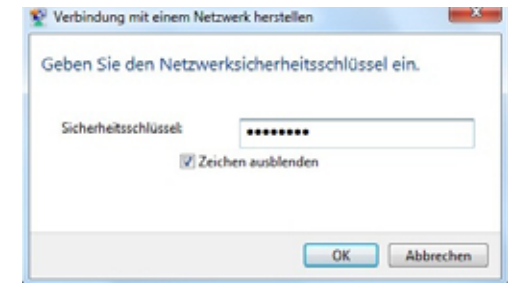 Verbindung mit einem Netzwerk herstellen
Geben Sie den Netzwerksicherheitsschlüssel ein.
Sicherheitsschlüssel: ••••••••
Zeichen ausblenden
OK Abbrechen